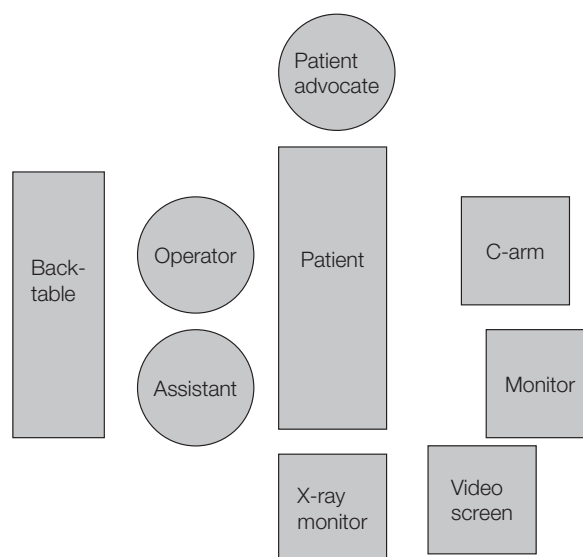 Patient
advocate
Back-
table
Operator
Patient
C-arm
Assistant
Monitor
X-ray
monitor
Video
screen